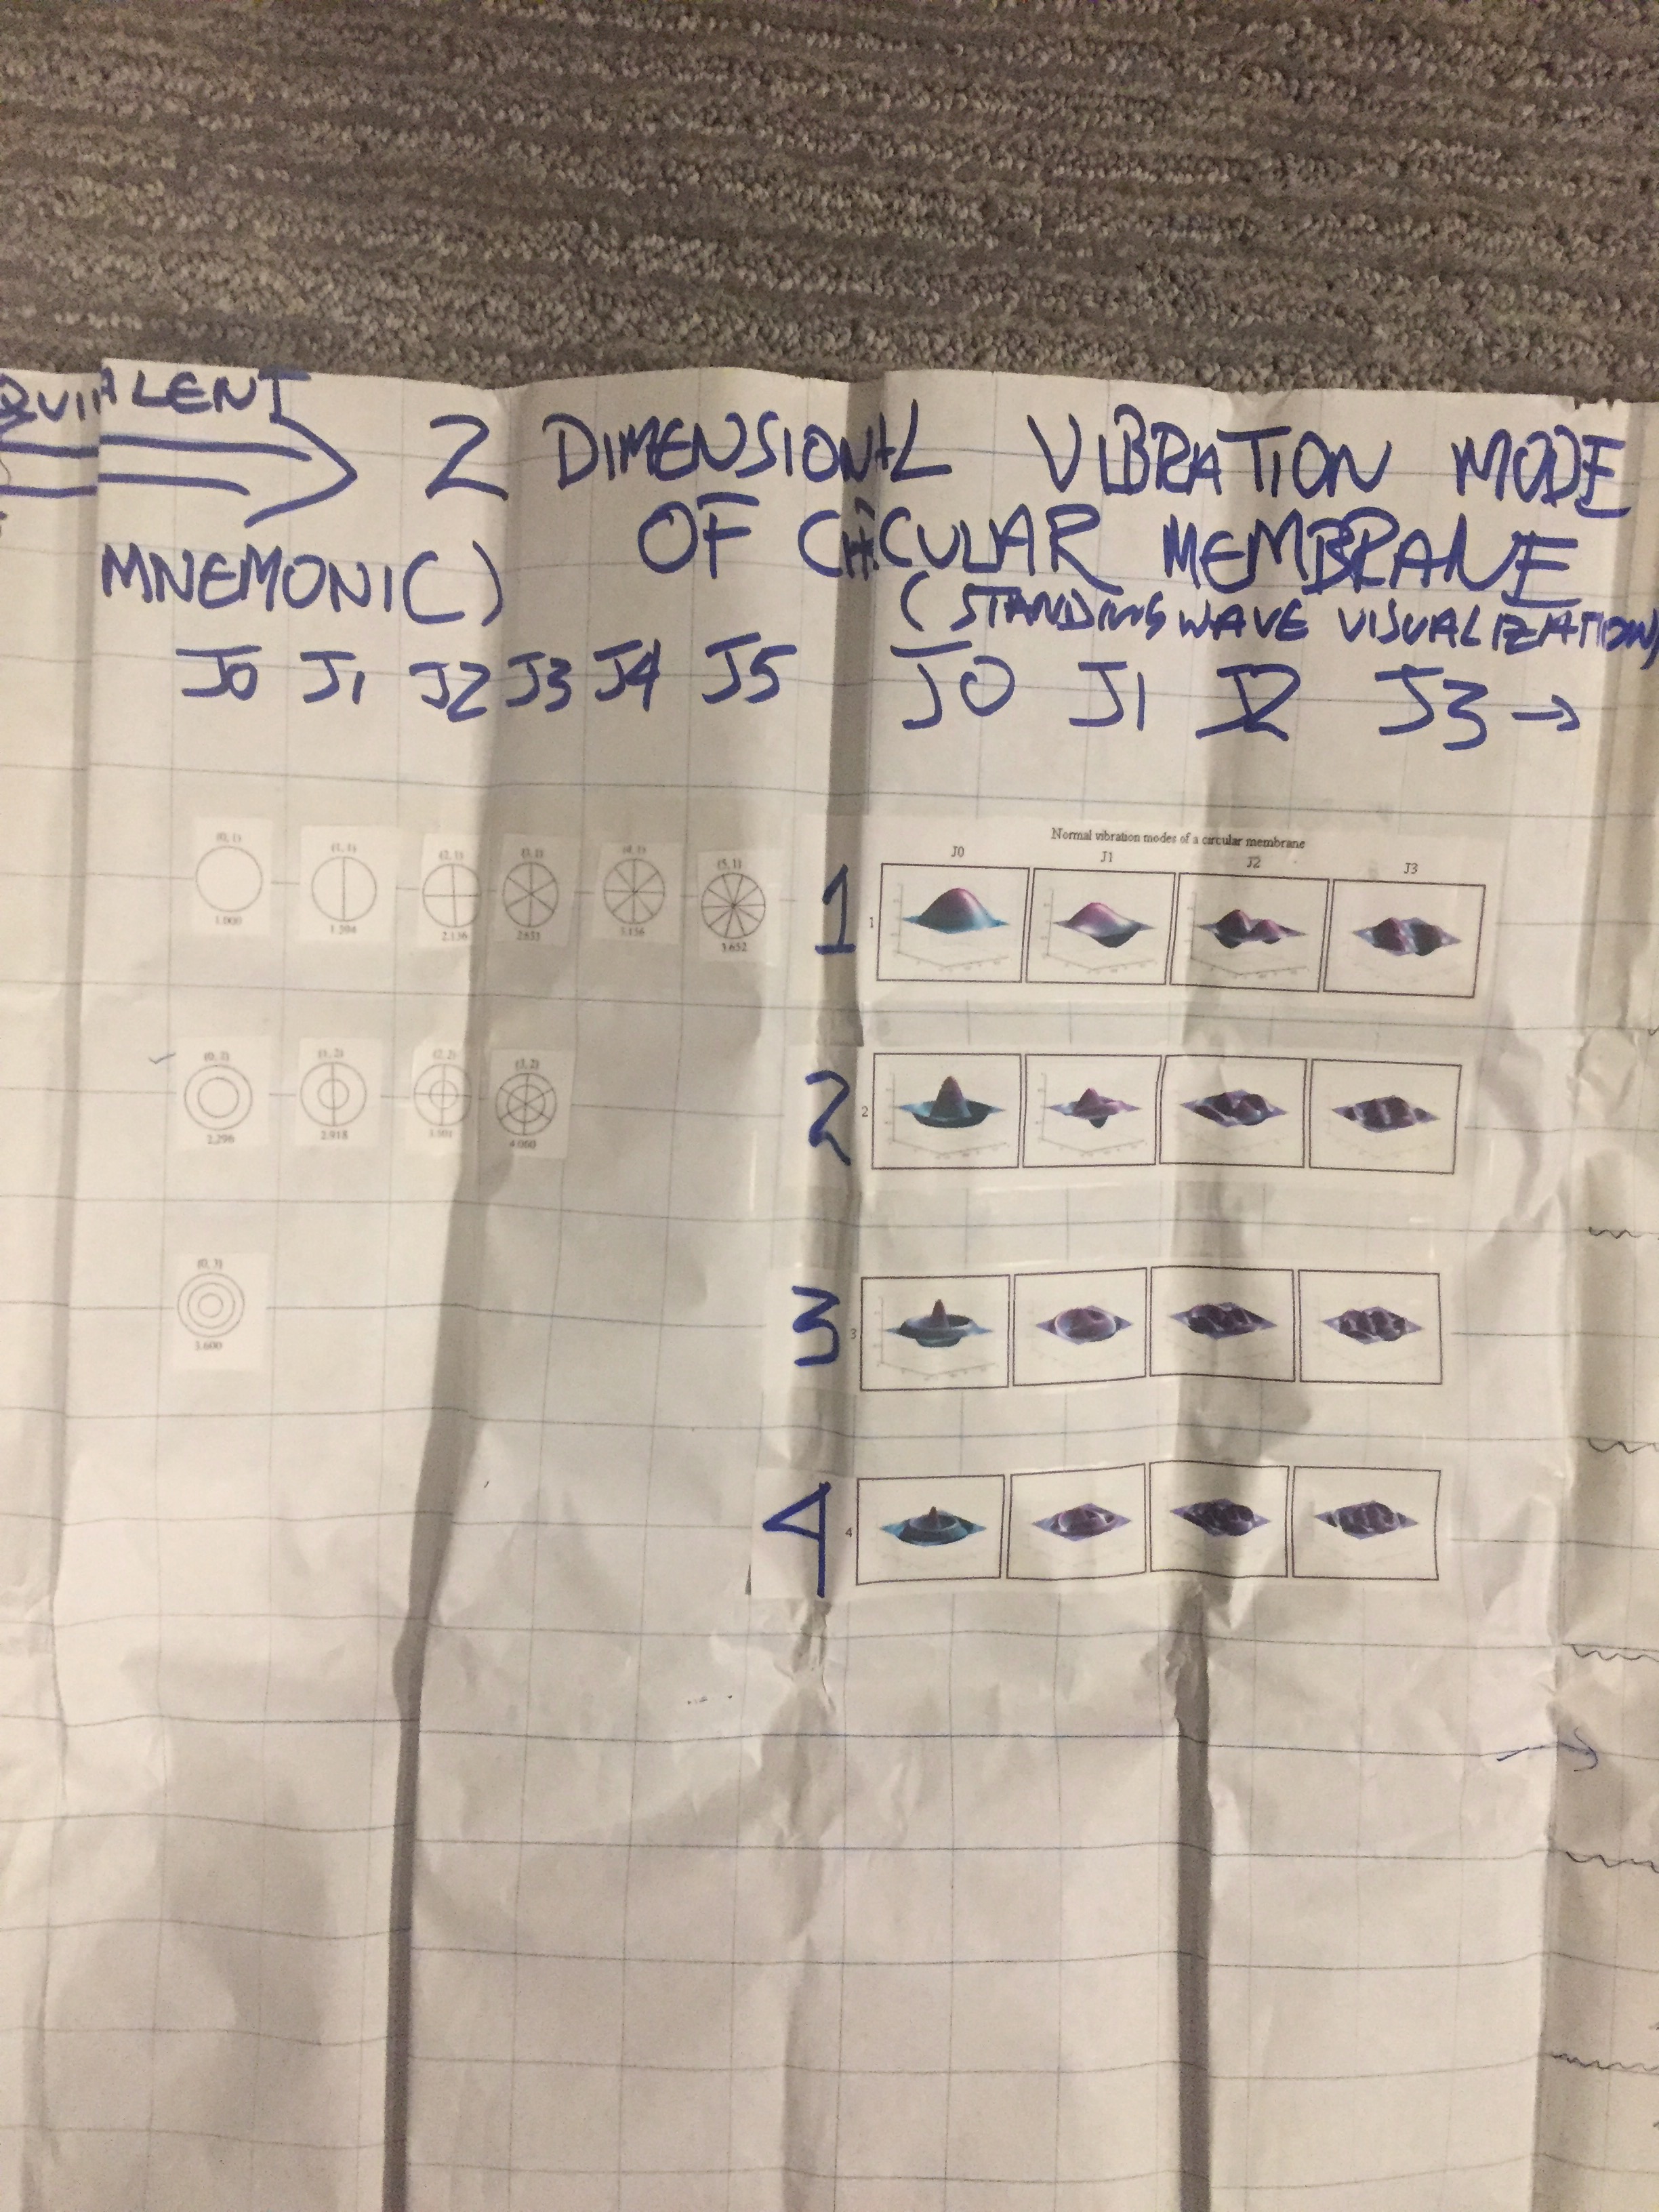 QUIVALENT
2 DIMENSIONAL VIBRATION MODE
OF CIRCULAR MEMBRANE
MNEMONIC)
(STANDING WAVE VISUALIZATION)
J0 J1 J2 J3 J4 J5
J0 J1 J2 J3 →
Normal vibration modes of a circular membrane
J0 J1 J2 J3
(0, 1) (1, 1) (2, 1) (3, 1) (4, 1) (5, 1)
1 1
1.000 1.594 2.136 2.653 3.156 3.652
(0, 2) (1, 2) (2, 2) (3, 2)
2 2
2.296 2.918 3.501 4.060
(0, 3)
3 3
3.600
4 4